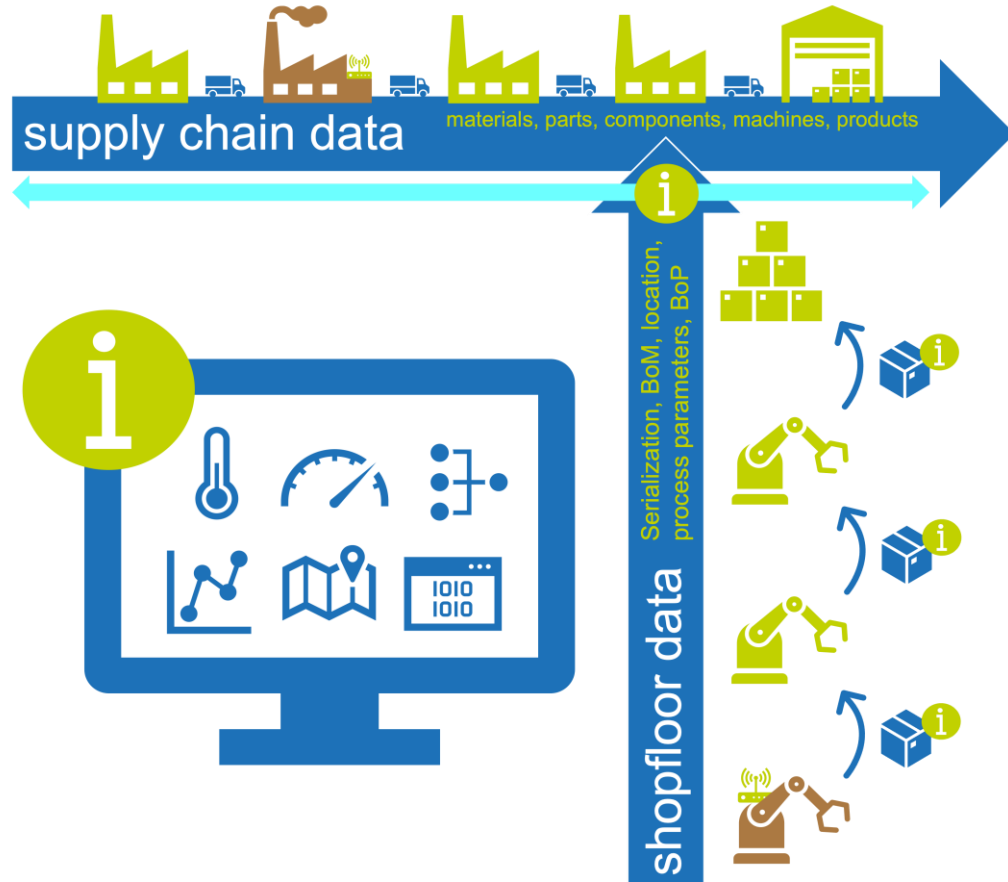 materials, parts, components, machines, products
supply chain data
i
Serialization, BoM, location,
process parameters, BoP
shopfloor data
i
i
i
i
1010
1010